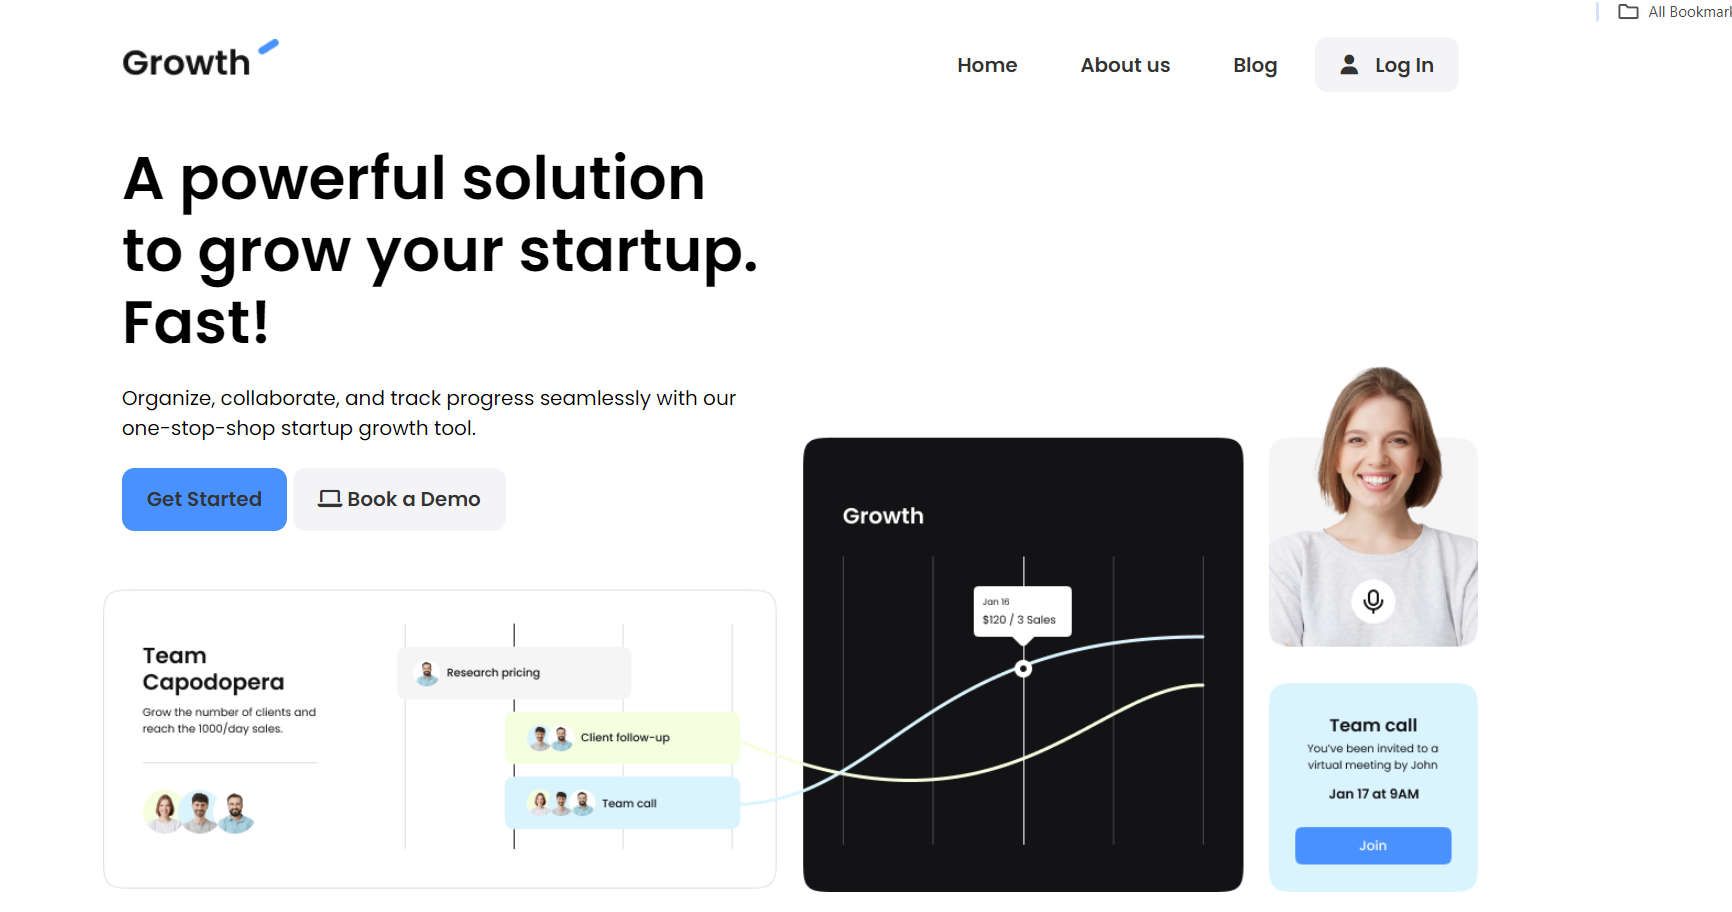 All Bookmar
Growth
Home
About us
Blog
Log In
A powerful solution
to grow your startup.
Fast!
Organize, collaborate, and track progress seamlessly with our
one-stop-shop startup growth tool.
Get Started
Book a Demo
Team
Capodopera
Grow the number of clients and
reach the 1000/day sales.
Research pricing
Client follow-up
Team call
Growth
Jan 16
$120 / 3 Sales
Team call
You've been invited to a
virtual meeting by John
Jan 17 at 9AM
Join